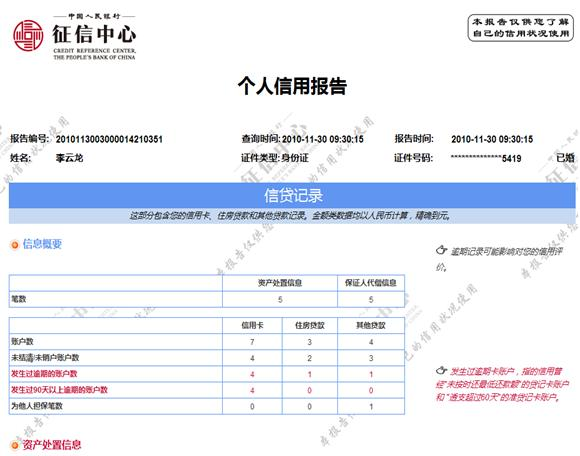 中国人民银行
征信中心
CREDIT REFERENCE CENTER,
THE PEOPLE'S BANK OF CHINA
本报告仅供您了解
自己的信用状况使用
个人信用报告
报告编号: 2010113003000014210351 查询时间:2010-11-30 09:30:15 报告时间: 2010-11-30 09:30:15
姓名: 李云龙 证件类型:身份证 证件号码: **************5419 已婚
信贷记录
这部分包含您的信用卡、住房贷款和其他贷款记录。金额类数据均以人民币计算，精确到元。
信息概要
逾期记录可能影响对您的信用评
价。
资产处置信息 保证人代偿信息
笔数 5 5
信用卡 住房贷款 其他贷款
账户数 7 3 4
未结清/未销户账户数 4 2 3
发生过逾期的账户数 4 1 1
发生过90天以上逾期的账户数 4 0 0
为他人担保笔数 0 0 1
发生过逾期卡账户，指的信用曾
经“未按时还最低还款额”的贷记卡账户
和“透支超过60天”的准贷记卡账户。
资产处置信息